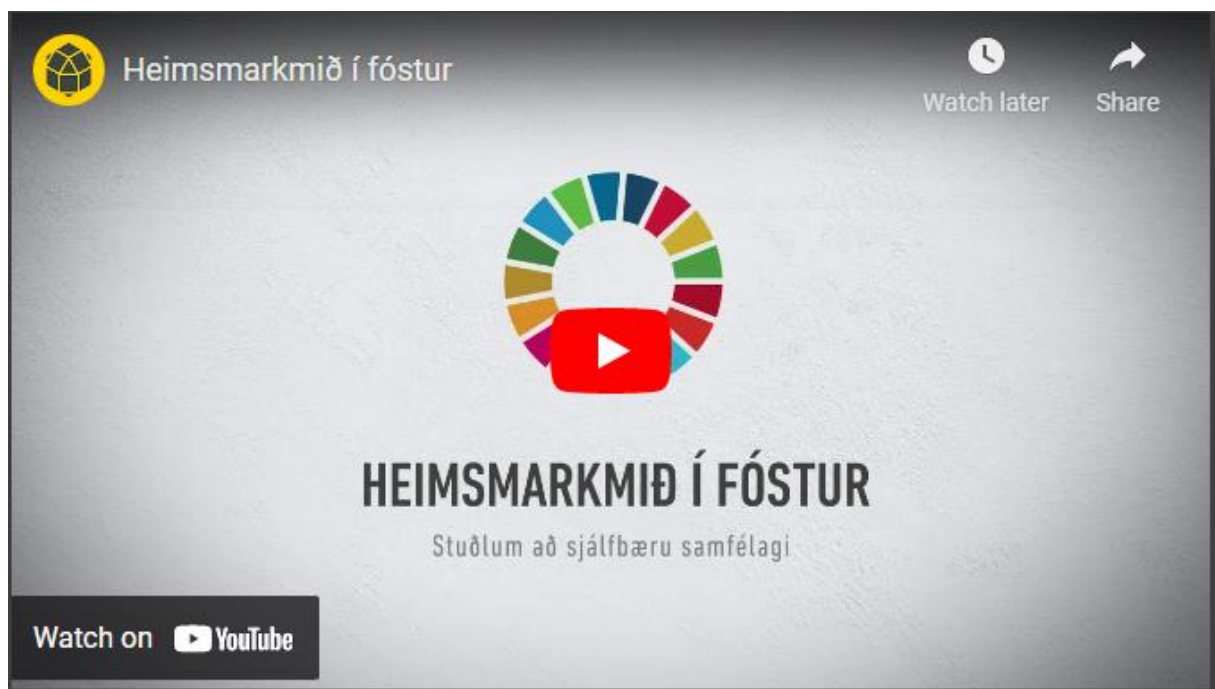 Heimsmarkmið í fóstur
Watch later
Share
HEIMSMARKMIÐ Í FÓSTUR
Stuðlum að sjálfbæru samfélagi
Watch on YouTube